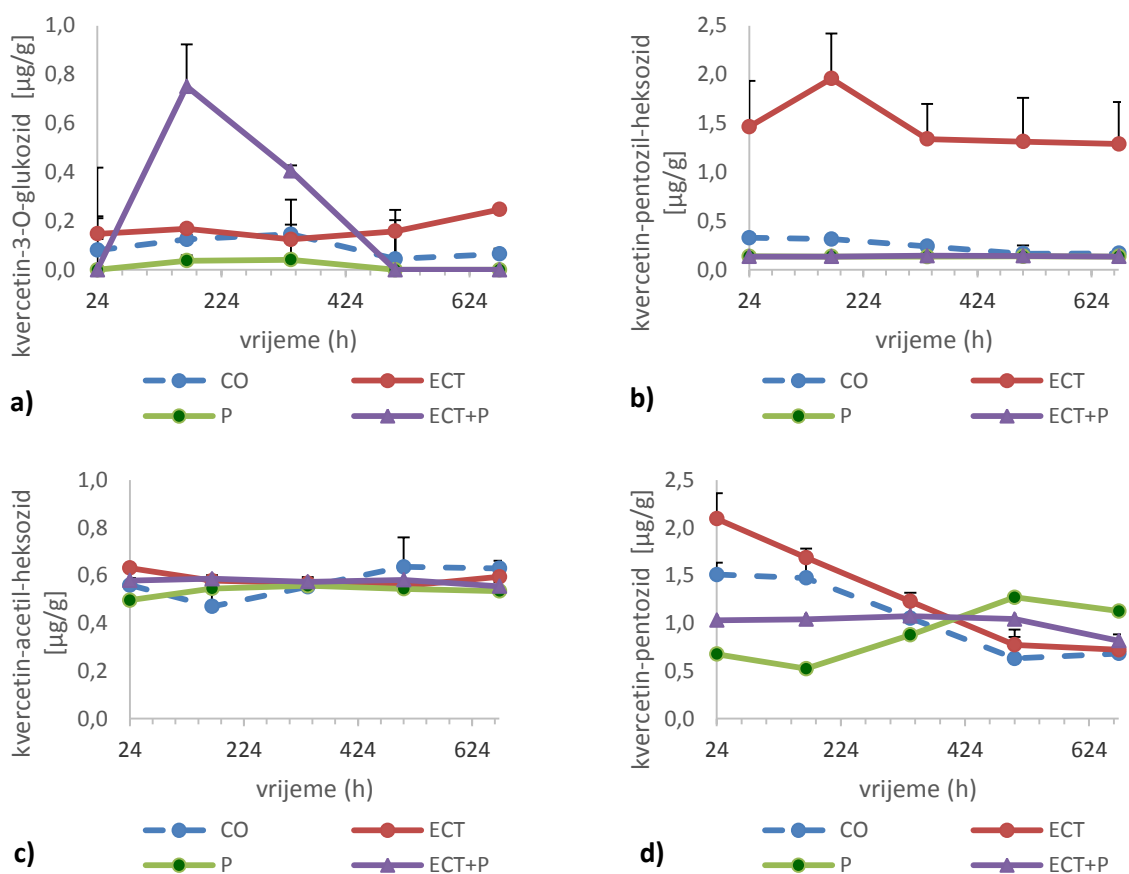 kvercetin-3-O-glukozid [µg/g]
1,0
0,8
0,6
0,4
0,2
0,0
24 224 424 624
vrijeme (h)
CO ECT
P ECT+P
a)
kvercetin-pentozil-heksozid
[µg/g]
2,5
2,0
1,5
1,0
0,5
0,0
24 224 424 624
vrijeme (h)
CO ECT
P ECT+P
b)
kvercetin-acetil-heksozid
[µg/g]
1,0
0,8
0,6
0,4
0,2
0,0
24 224 424 624
vrijeme (h)
CO ECT
P ECT+P
c)
kvercetin-pentozid [µg/g]
2,5
2,0
1,5
1,0
0,5
0,0
24 224 424 624
vrijeme (h)
CO ECT
P ECT+P
d)